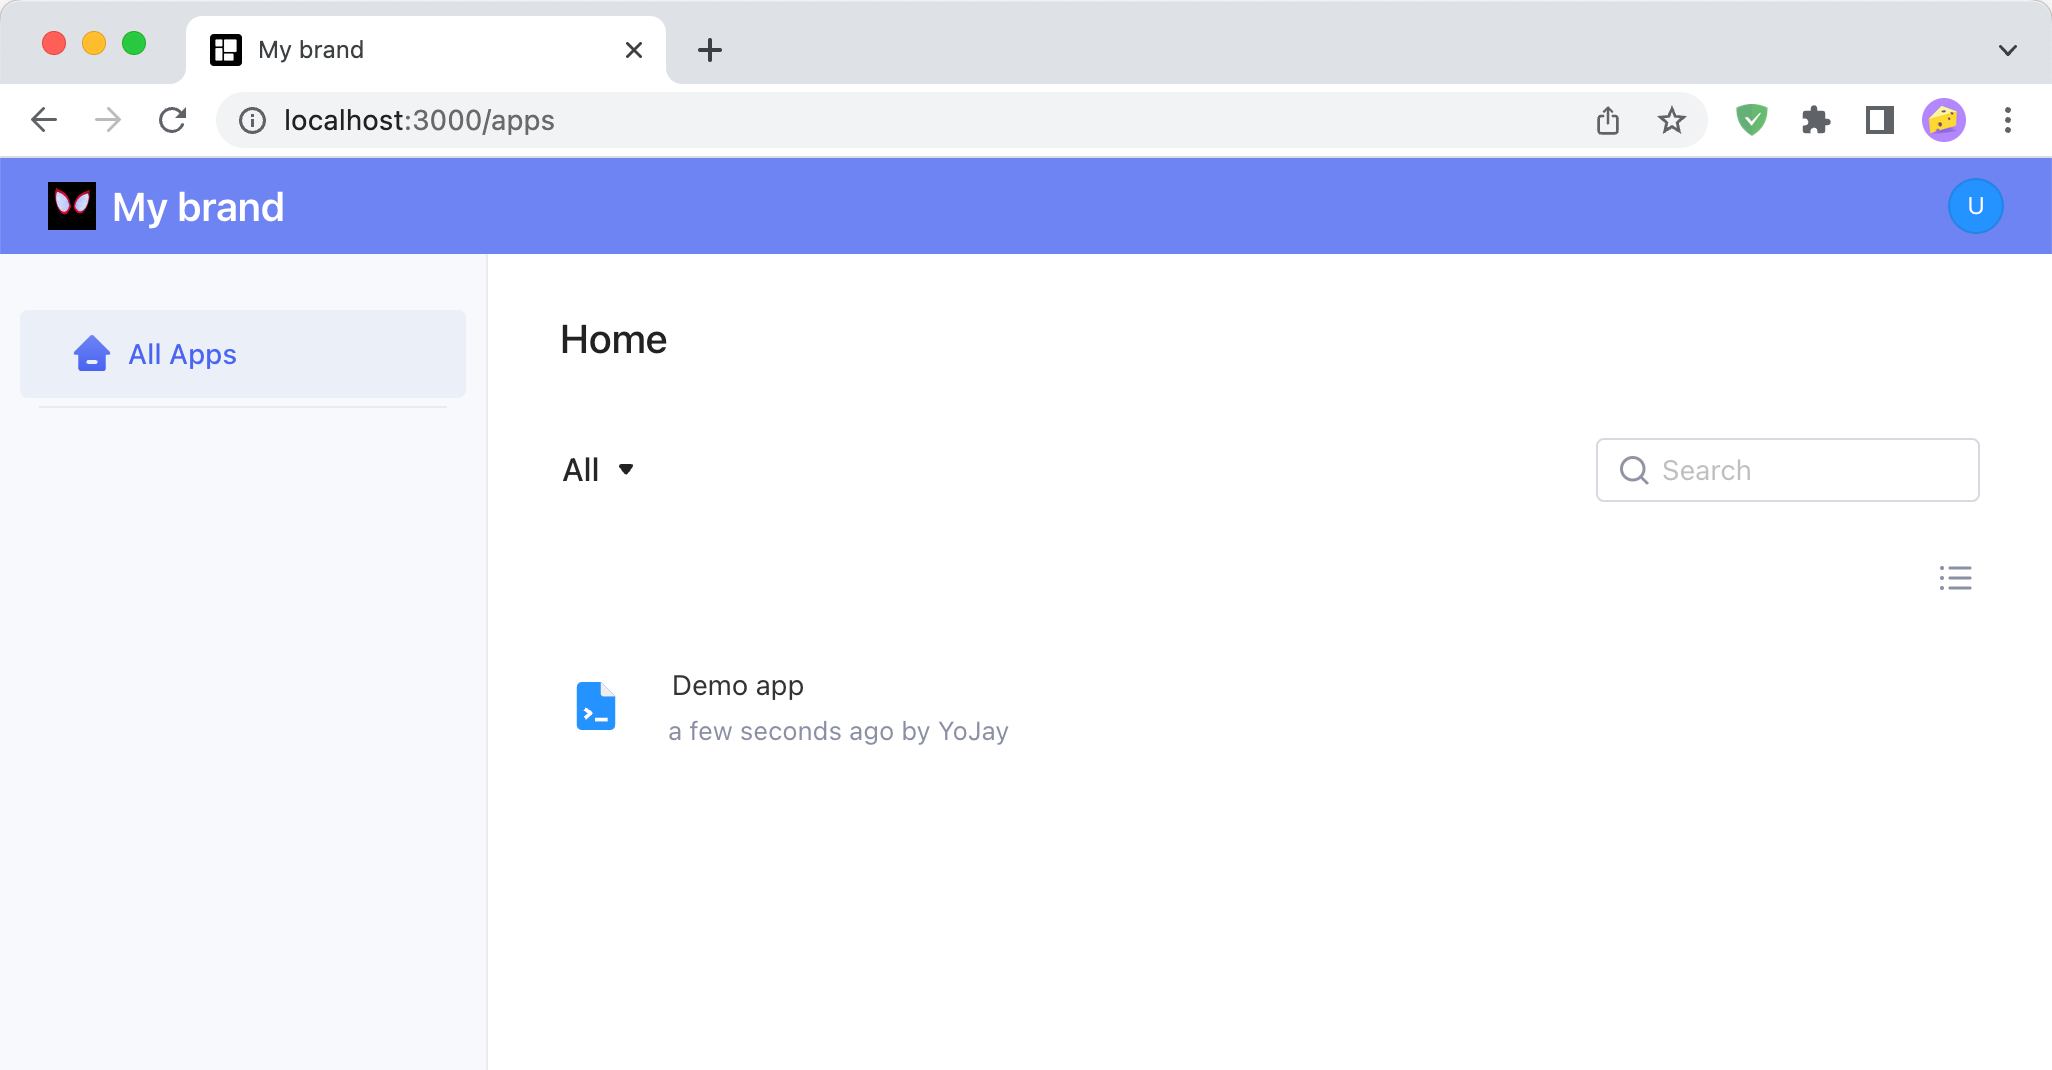 My brand
localhost:3000/apps
My brand
U
All Apps
Home
All
Search
Demo app
a few seconds ago by YoJay